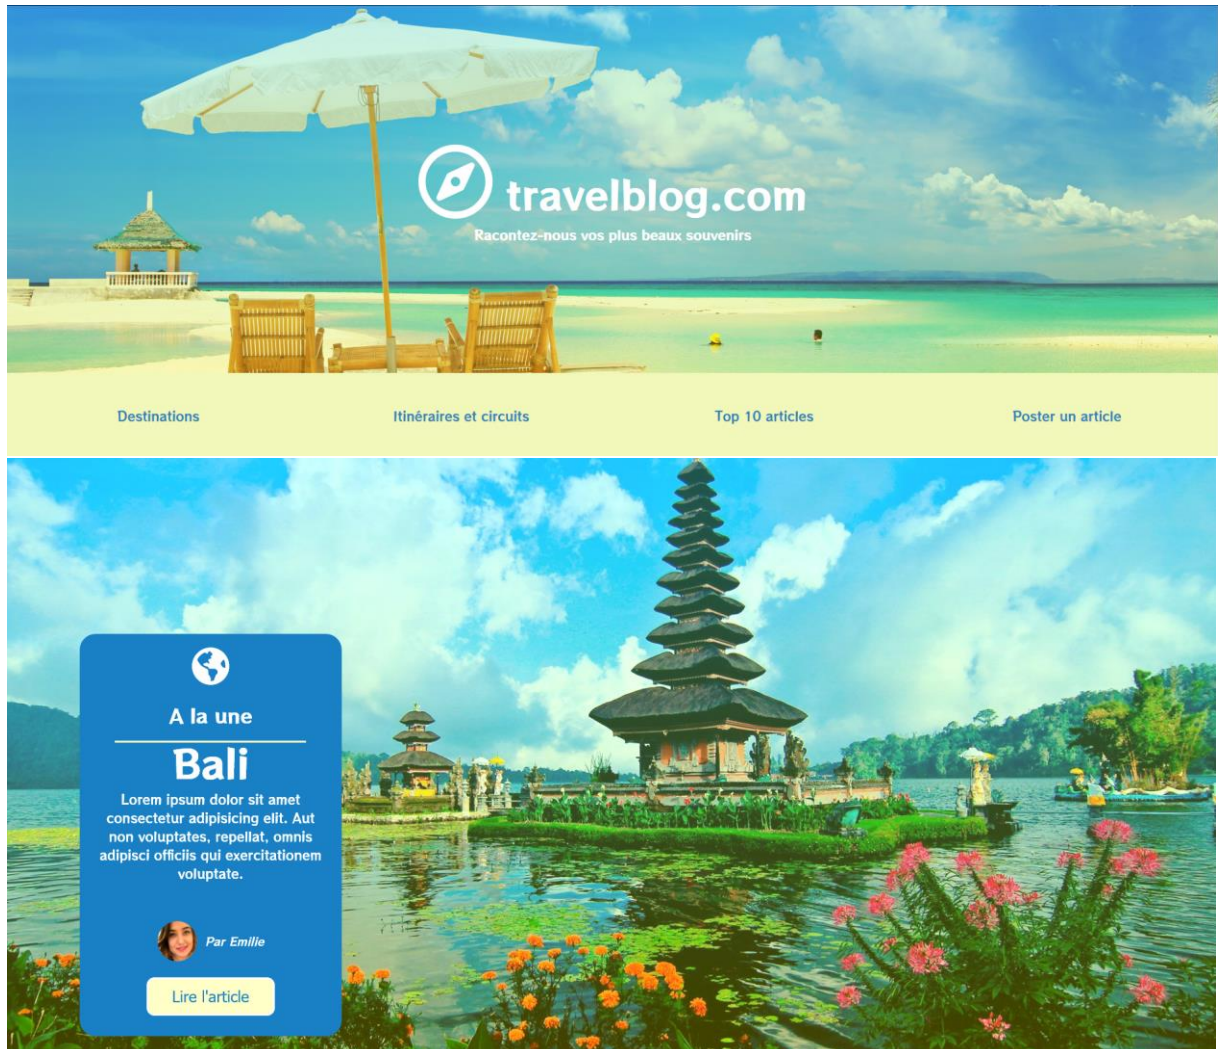 travelblog.com
Racontez-nous vos plus beaux souvenirs
Destinations
Itinéraires et circuits
Top 10 articles
Poster un article
A la une
Bali
Lorem ipsum dolor sit amet
consectetur adipisicing elit. Aut
non voluptates, repellat, omnis
adipisci officiis qui exercitationem
voluptate.
Par Emilie
Lire l'article